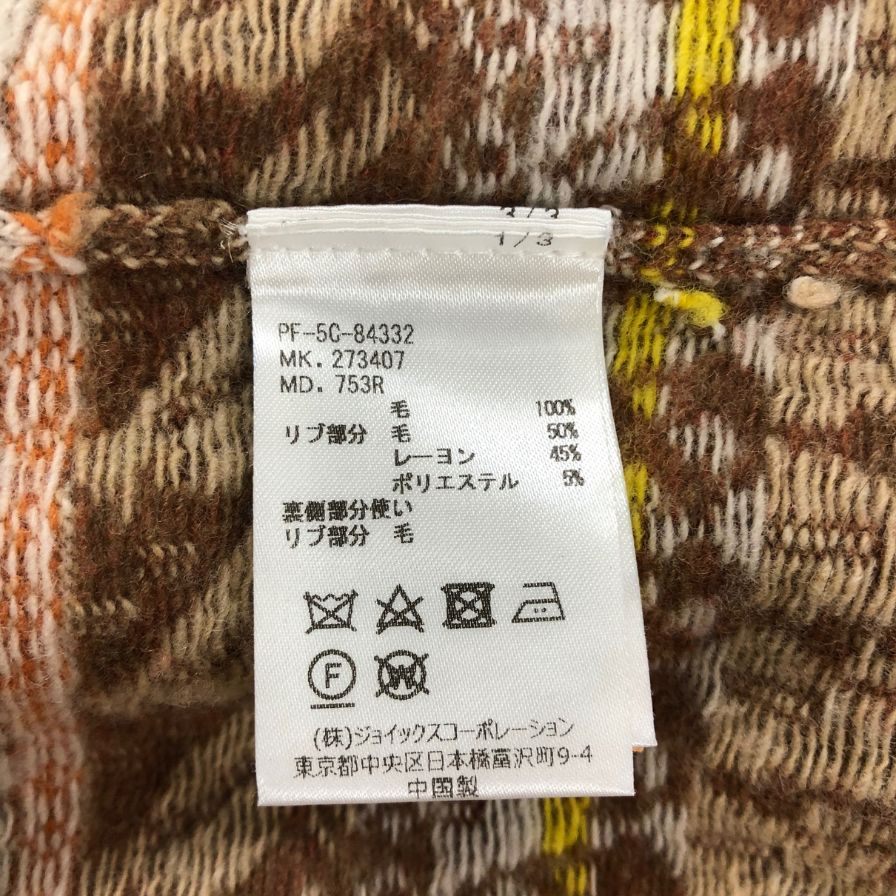 1/3
PF-5C-84332
MK. 273407
MD. 753R
毛 100%
リブ部分 毛 50%
レーヨン 45%
ポリエステル 5%
裏側部分使い
リブ部分 毛
F
W
(株)ジョイックスコーポレーション
東京都中央区日本橋富沢町9-4
中国製